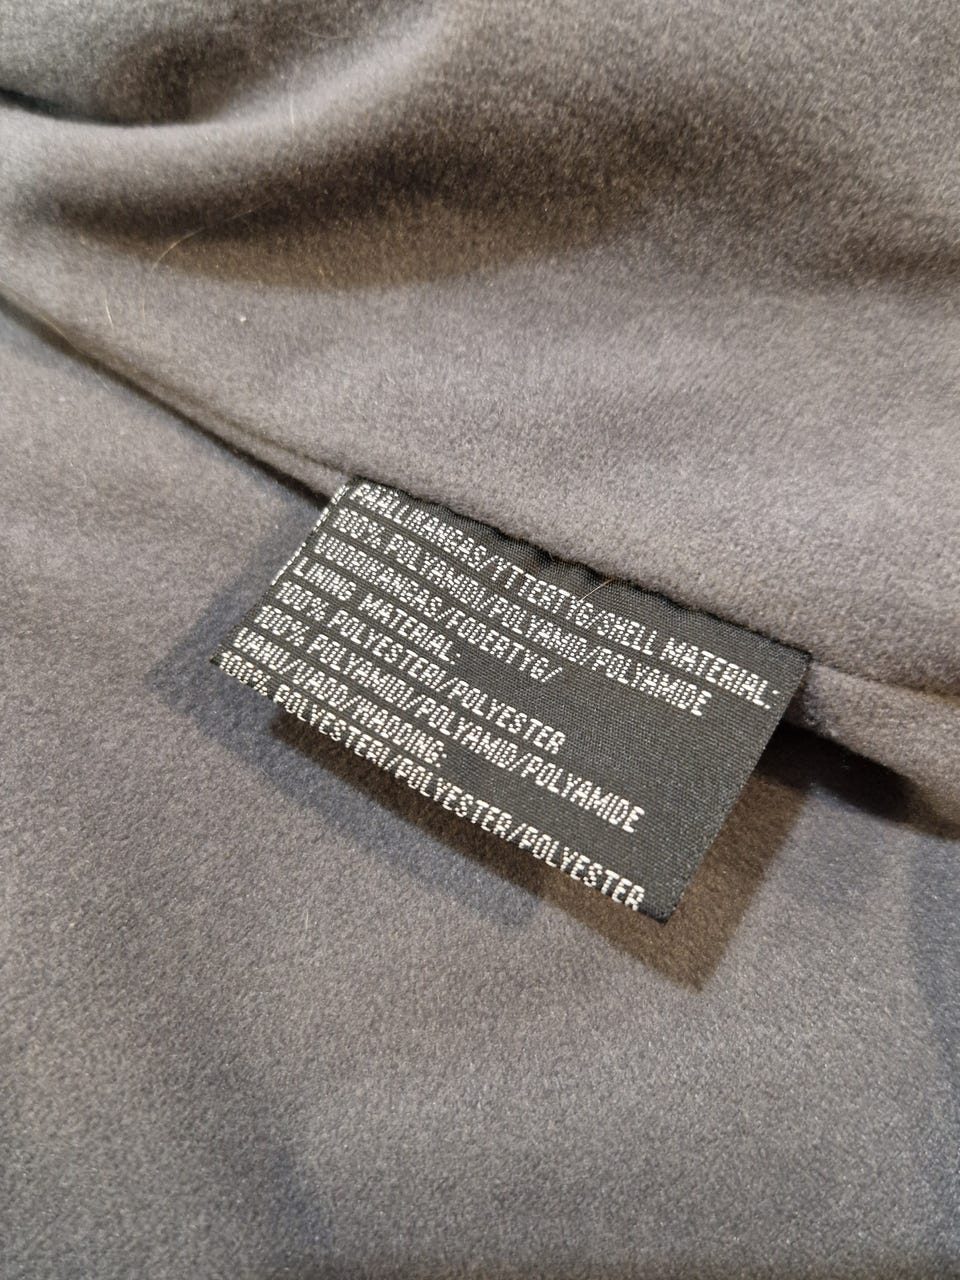 PÄÄLLIKANGAS/YTTERTYG/SHELL MATERIAL:
100% POLYAMIDI/POLYAMID/POLYAMIDE
VUORIKANGAS/FODERTYG/
LINING MATERIAL:
100% POLYESTERI/POLYESTER
100% POLYAMIDI/POLYAMID/POLYAMIDE
VANU/VADD/WADDING:
100% POLYESTERI/POLYESTER/POLYESTER